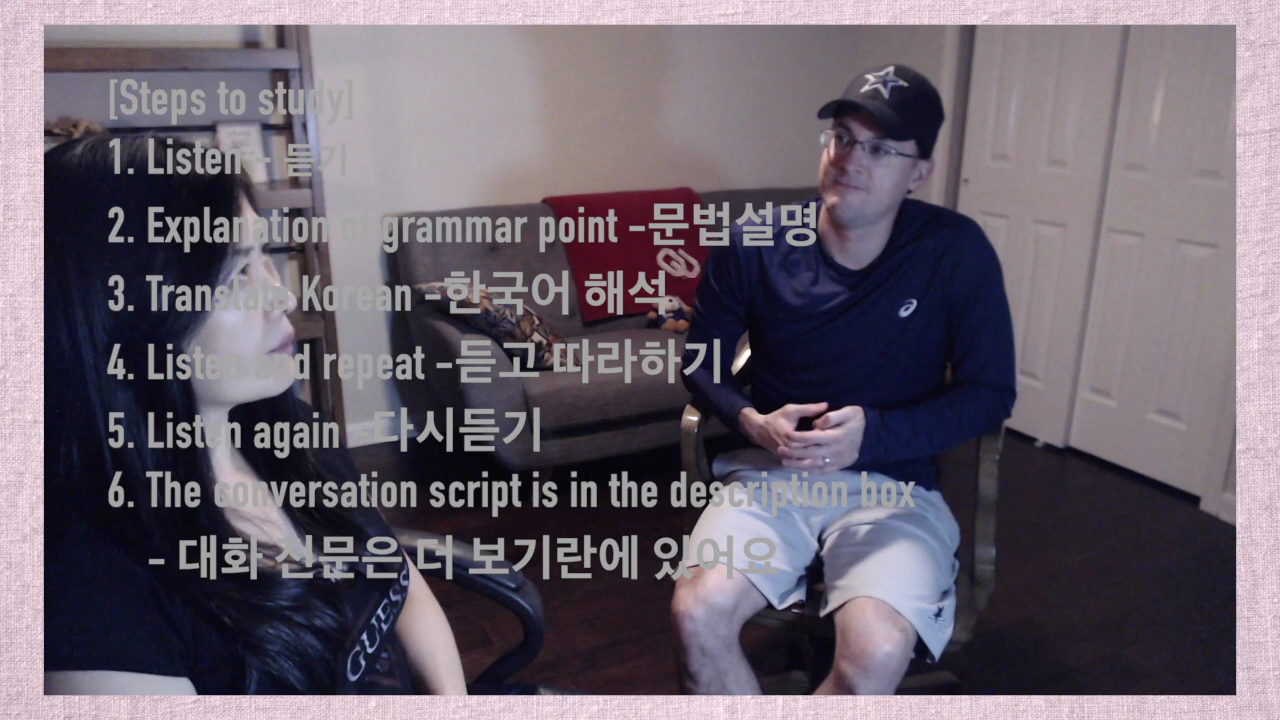 [Steps to study]
1. Listen - 듣기
2. Explanation of grammar point -문법설명
3. Translate Korean -한국어 해석
4. Listen and repeat -듣고 따라하기
5. Listen again -다시듣기
6. The conversation script is in the description box
- 대화 전문은 더 보기란에 있어요
GUESS